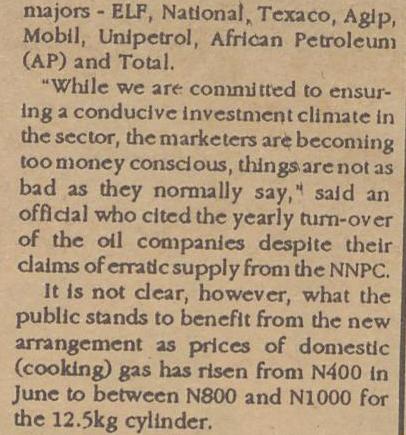 majors - ELF, National, Texaco, Agip,
Mobil, Unipetrol, African Petroleum
(AP) and Total.
"While we are committed to ensur-
ing a conducive investment climate in
the sector, the marketers are becoming
too money conscious, things are not as
bad as they normally say," said an
official who cited the yearly turn-over
of the oil companies despite their
claims of erratic supply from the NNPC.
It is not clear, however, what the
public stands to benefit from the new
arrangement as prices of domestic
(cooking) gas has risen from N400 in
June to between N800 and N1000 for
the 12.5kg cylinder.